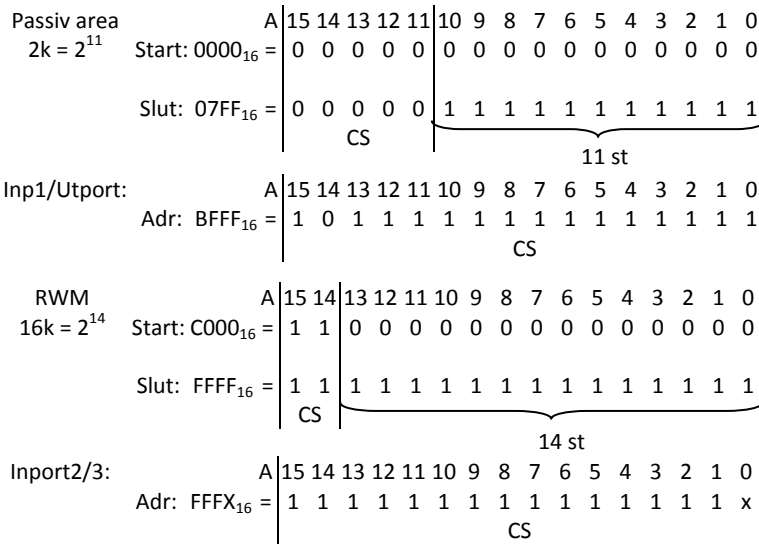 Passiv area A 15 14 13 12 11 10 9 8 7 6 5 4 3 2 1 0
2k = 2^11 Start: 0000₁₆ = 0 0 0 0 0 0 0 0 0 0 0 0 0 0 0 0
Slut: 07FF₁₆ = 0 0 0 0 0 1 1 1 1 1 1 1 1 1 1 1
CS
11 st
Inp1/Utport: A 15 14 13 12 11 10 9 8 7 6 5 4 3 2 1 0
Adr: BFFF₁₆ = 1 0 1 1 1 1 1 1 1 1 1 1 1 1 1 1
CS
RWM A 15 14 13 12 11 10 9 8 7 6 5 4 3 2 1 0
16k = 2^14 Start: C000₁₆ = 1 1 0 0 0 0 0 0 0 0 0 0 0 0 0 0
Slut: FFFF₁₆ = 1 1 1 1 1 1 1 1 1 1 1 1 1 1 1 1
CS
14 st
Inport2/3: A 15 14 13 12 11 10 9 8 7 6 5 4 3 2 1 0
Adr: FFFX₁₆ = 1 1 1 1 1 1 1 1 1 1 1 1 1 1 1 x
CS